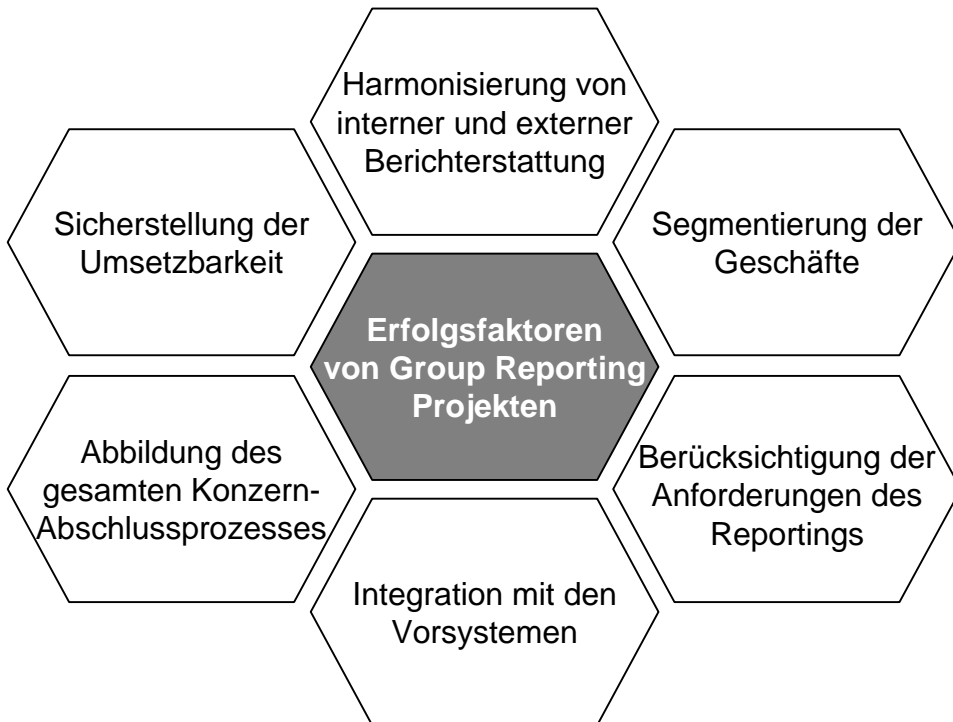 Harmonisierung von
interner und externer
Berichterstattung
Sicherstellung der
Umsetzbarkeit
Segmentierung der
Geschäfte
Erfolgsfaktoren
von Group Reporting
Projekten
Abbildung des
gesamten Konzern-
Abschlussprozesses
Berücksichtigung der
Anforderungen des
Reportings
Integration mit den
Vorsystemen